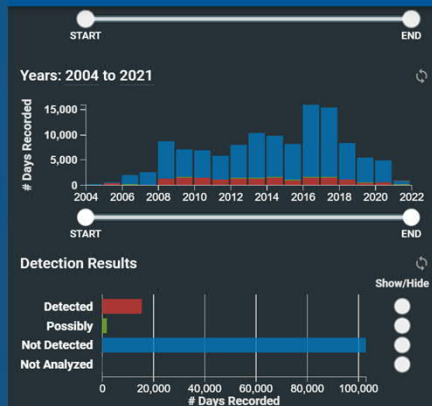 START END
Years: 2004 to 2021
# Days Recorded
15,000
10,000
5,000
0
2004 2006 2008 2010 2012 2014 2016 2018 2020 2022
START END
Detection Results
Show/Hide
Detected
Possibly
Not Detected
Not Analyzed
0 20,000 40,000 60,000 80,000 100,000
# Days Recorded